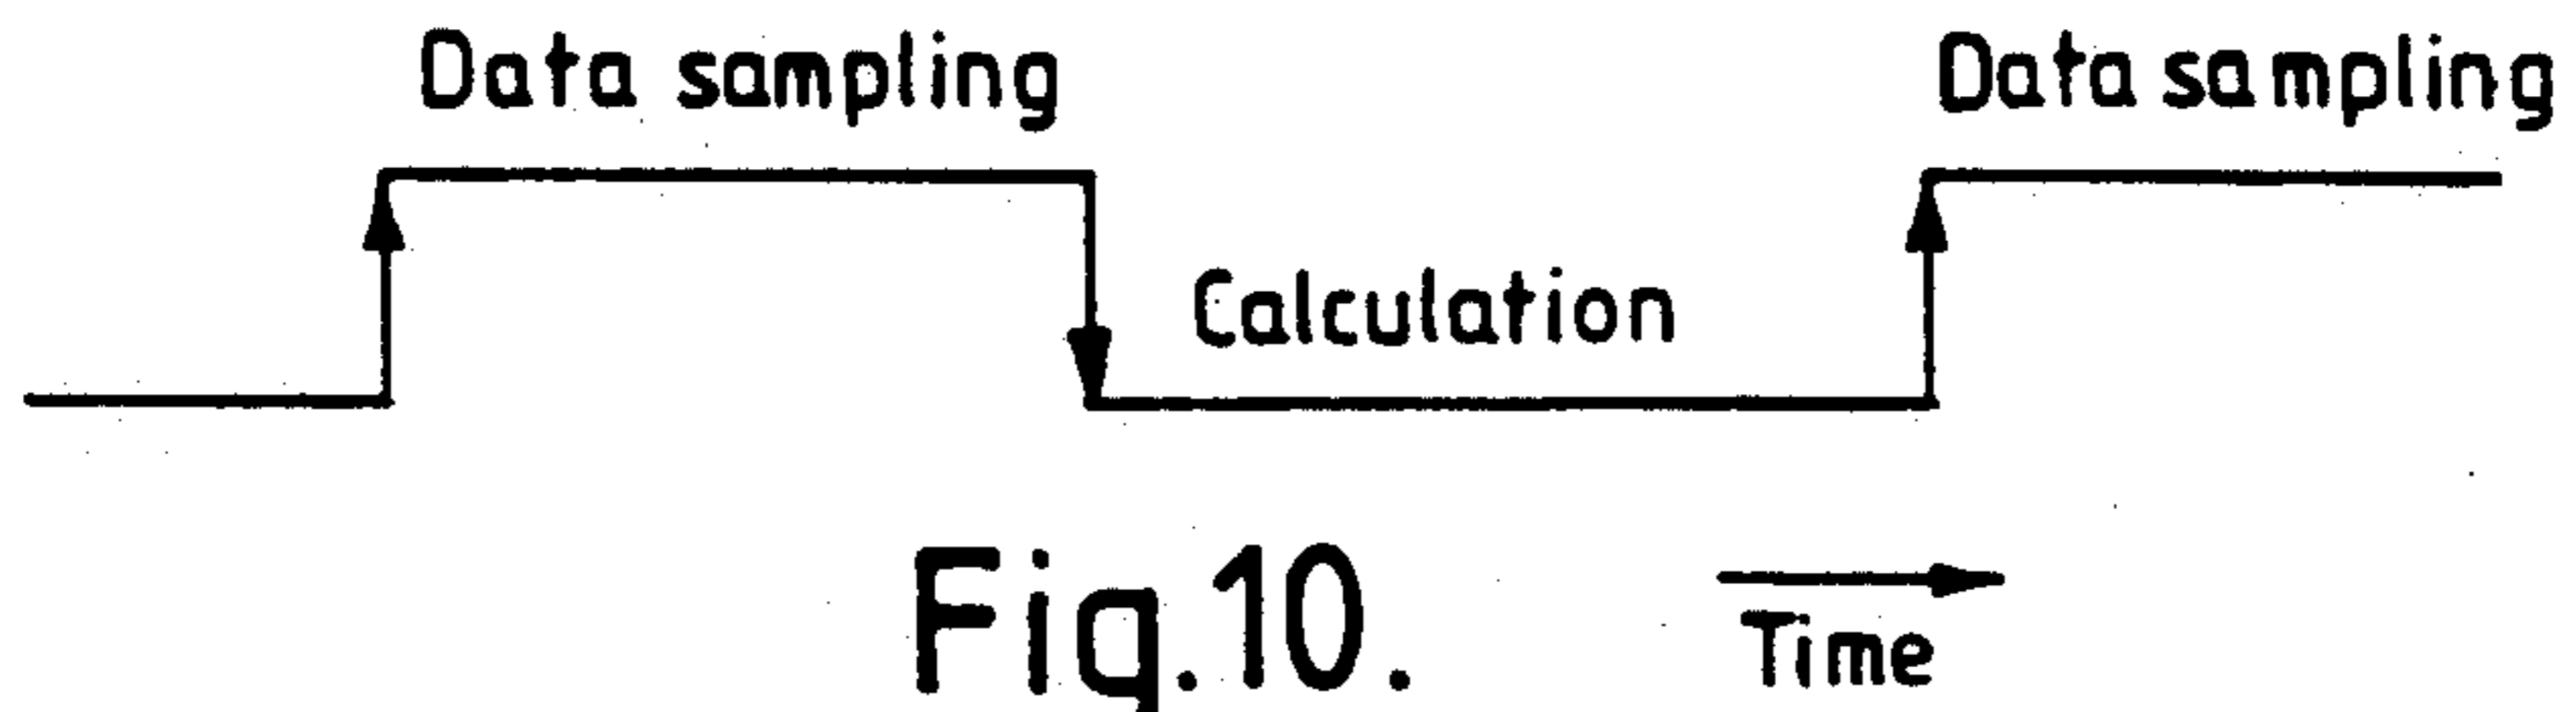 Data sampling
Data sampling
Calculation
Fig.10.
Time